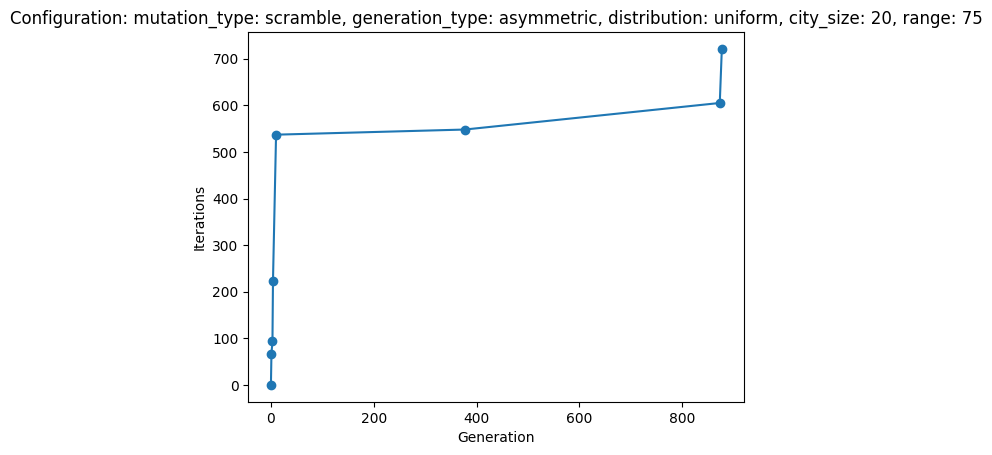 Configuration: mutation_type: scramble, generation_type: asymmetric, distribution: uniform, city_size: 20, range: 75
700
600
500
400
300
200
100
0
Iterations
0 200 400 600 800
Generation